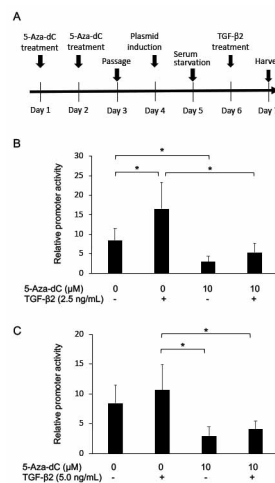 A
5-Aza-dC treatment 5-Aza-dC treatment Plasmid induction TGF-β2 treatment
Passage Serum starvation Harve
Day 1 Day 2 Day 3 Day 4 Day 5 Day 6 Day
B
Relative promoter activity
30
25
20
15
10
5
0
* * * *
5-Aza-dC (μM) 0 0 10 10
TGF-β2 (2.5 ng/mL) - + - +
C
Relative promoter activity
20
15
10
5
0
* *
5-Aza-dC (μM) 0 0 10 10
TGF-β2 (5.0 ng/mL) - + - +